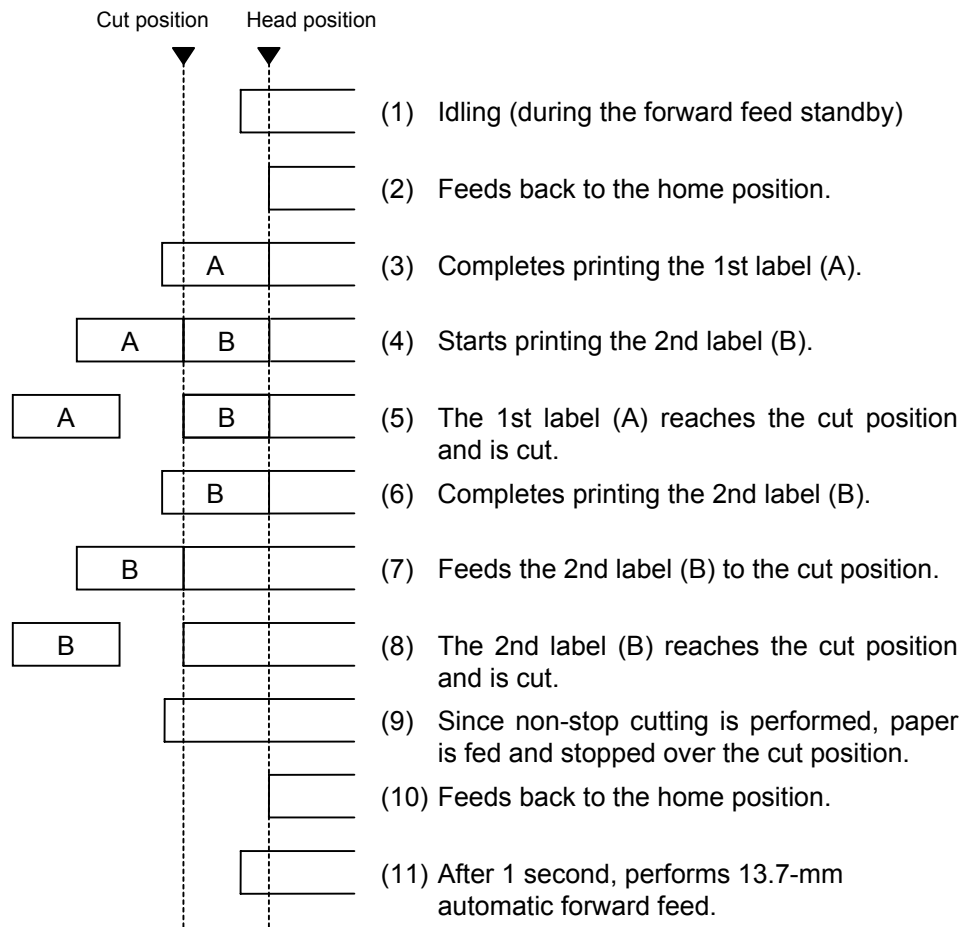 Cut position Head position
(1) Idling (during the forward feed standby)
(2) Feeds back to the home position.
A (3) Completes printing the 1st label (A).
A B (4) Starts printing the 2nd label (B).
A B (5) The 1st label (A) reaches the cut position
and is cut.
B (6) Completes printing the 2nd label (B).
B (7) Feeds the 2nd label (B) to the cut position.
B (8) The 2nd label (B) reaches the cut position
and is cut.
(9) Since non-stop cutting is performed, paper
is fed and stopped over the cut position.
(10) Feeds back to the home position.
(11) After 1 second, performs 13.7-mm
automatic forward feed.